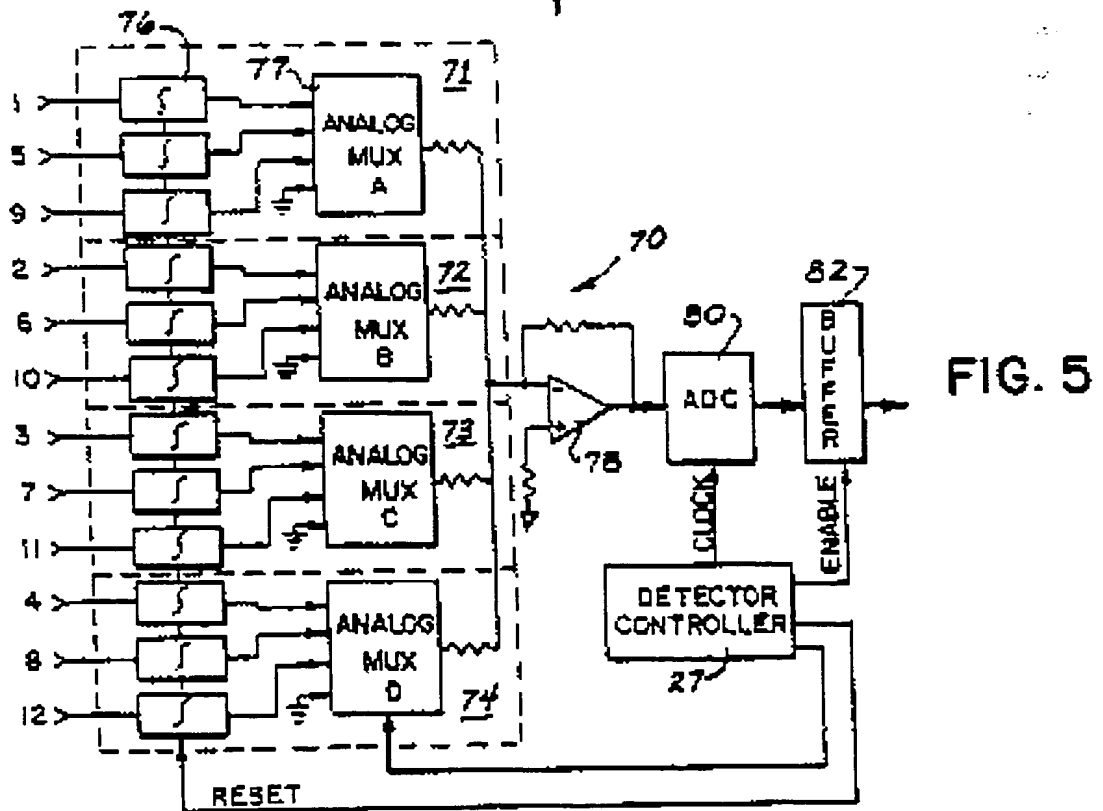 76
1
5
9
77
ANALOG
MUX
A
71
2
6
10
ANALOG
MUX
B
72
3
7
11
ANALOG
MUX
C
73
4
8
12
ANALOG
MUX
D
74
70
-
+
78
80
ADC
82
BUFFER
CLOCK
ENABLE
DETECTOR
CONTROLLER
27
RESET
FIG. 5